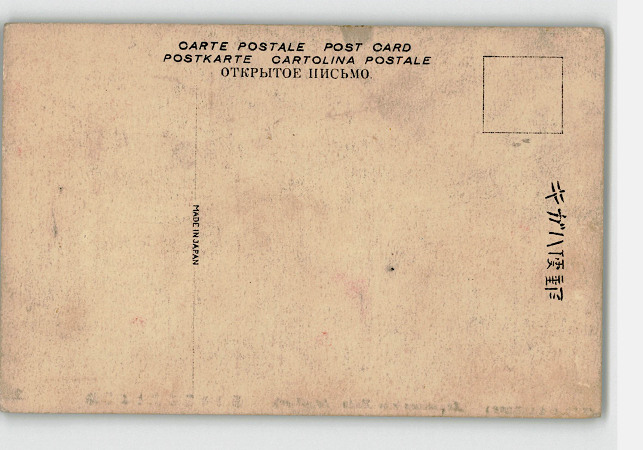 CARTE POSTALE POST CARD
POSTKARTE CARTOLINA POSTALE
ОТКРЫТОЕ ПИСЬМО.
MADE IN JAPAN
郵便ハガキ